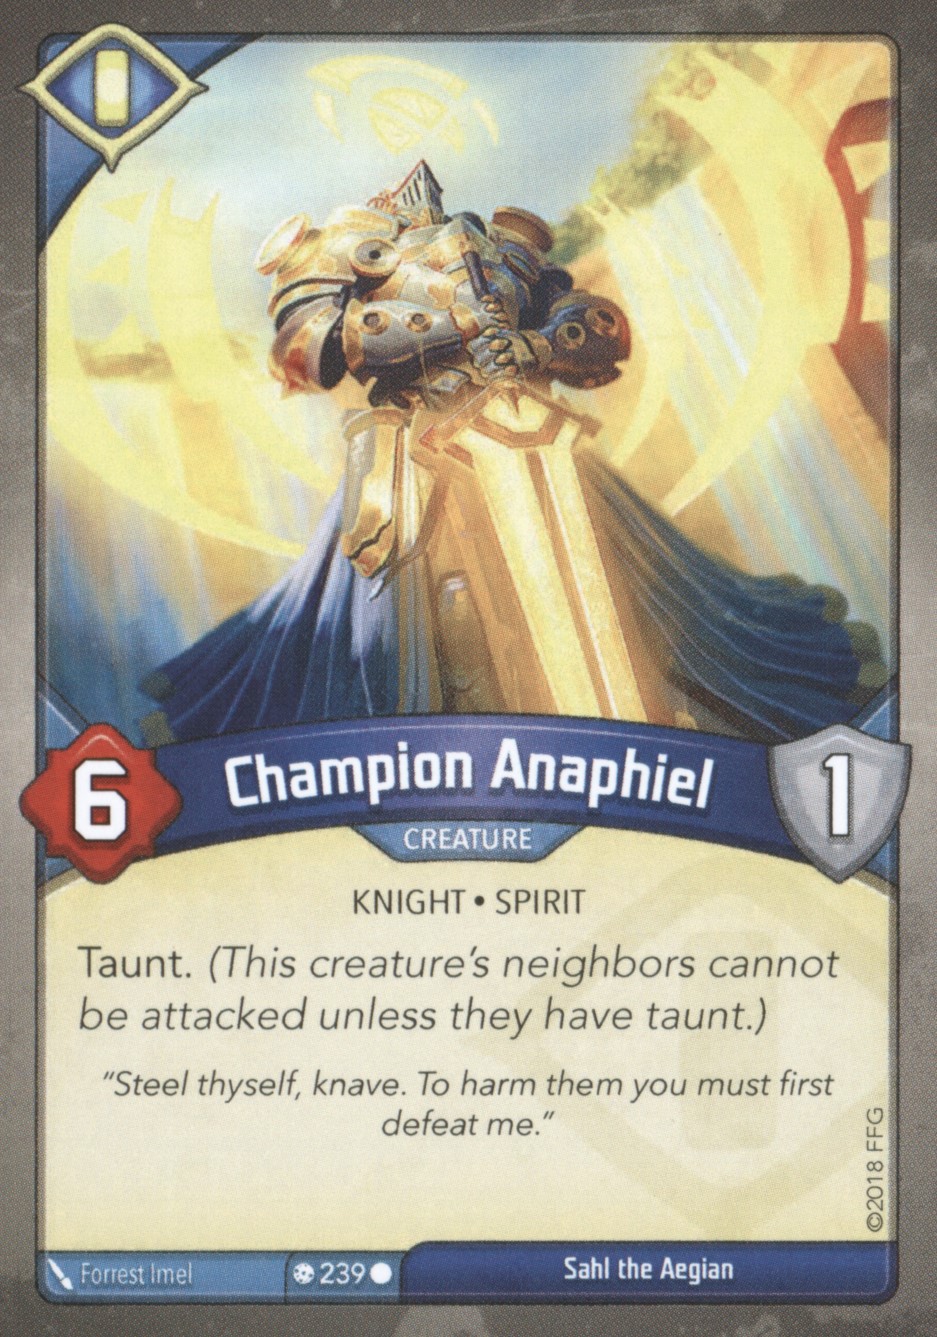 6
Champion Anaphiel
1
CREATURE
KNIGHT • SPIRIT
Taunt. (This creature's neighbors cannot
be attacked unless they have taunt.)
"Steel thyself, knave. To harm them you must first
defeat me."
©2018 FFG
Forrest Imel
239
Sahl the Aegian